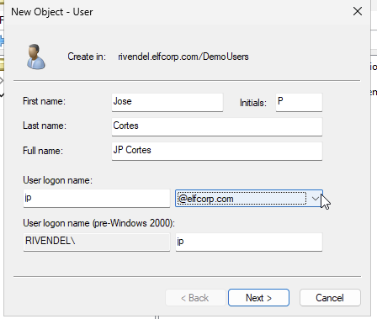 New Object - User
Create in: rivendel.elfcorp.com/DemoUsers
First name: Jose Initials: P
Last name: Cortes
Full name: JP Cortes
User logon name:
jp @elfcorp.com
User logon name (pre-Windows 2000):
RIVENDEL\ jp
< Back Next > Cancel